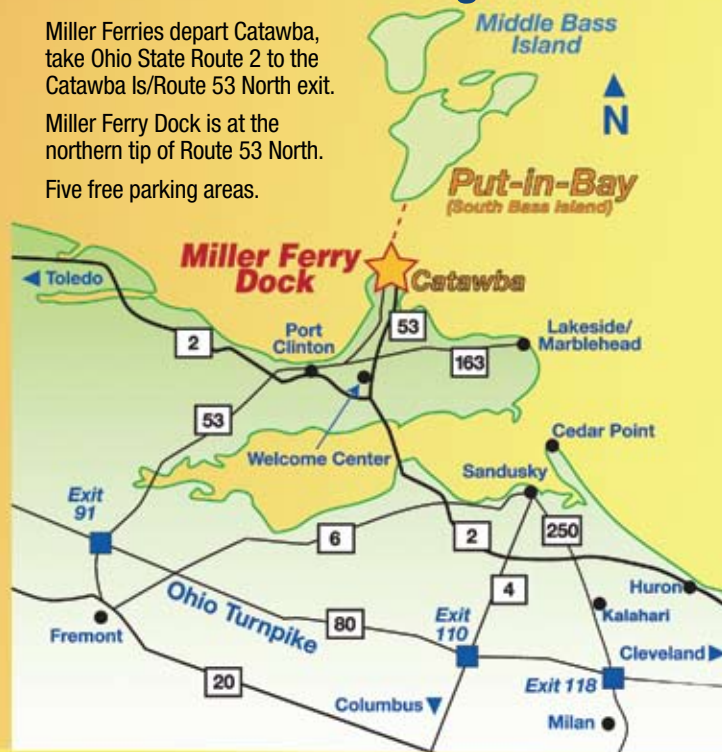 Miller Ferries depart Catawba,
take Ohio State Route 2 to the
Catawba Is/Route 53 North exit.
Miller Ferry Dock is at the
northern tip of Route 53 North.
Five free parking areas.
Middle Bass
Island
N
Put-in-Bay
(South Bass Island)
Miller Ferry
Dock
Catawba
Toledo
2
Port
Clinton
53
163
Lakeside/
Marblehead
53
Welcome Center
Cedar Point
Sandusky
Exit
91
6
2
250
4
Huron
Kalahari
Fremont
Ohio Turnpike
80
Exit
110
Cleveland
20
Columbus
Exit 118
Milan